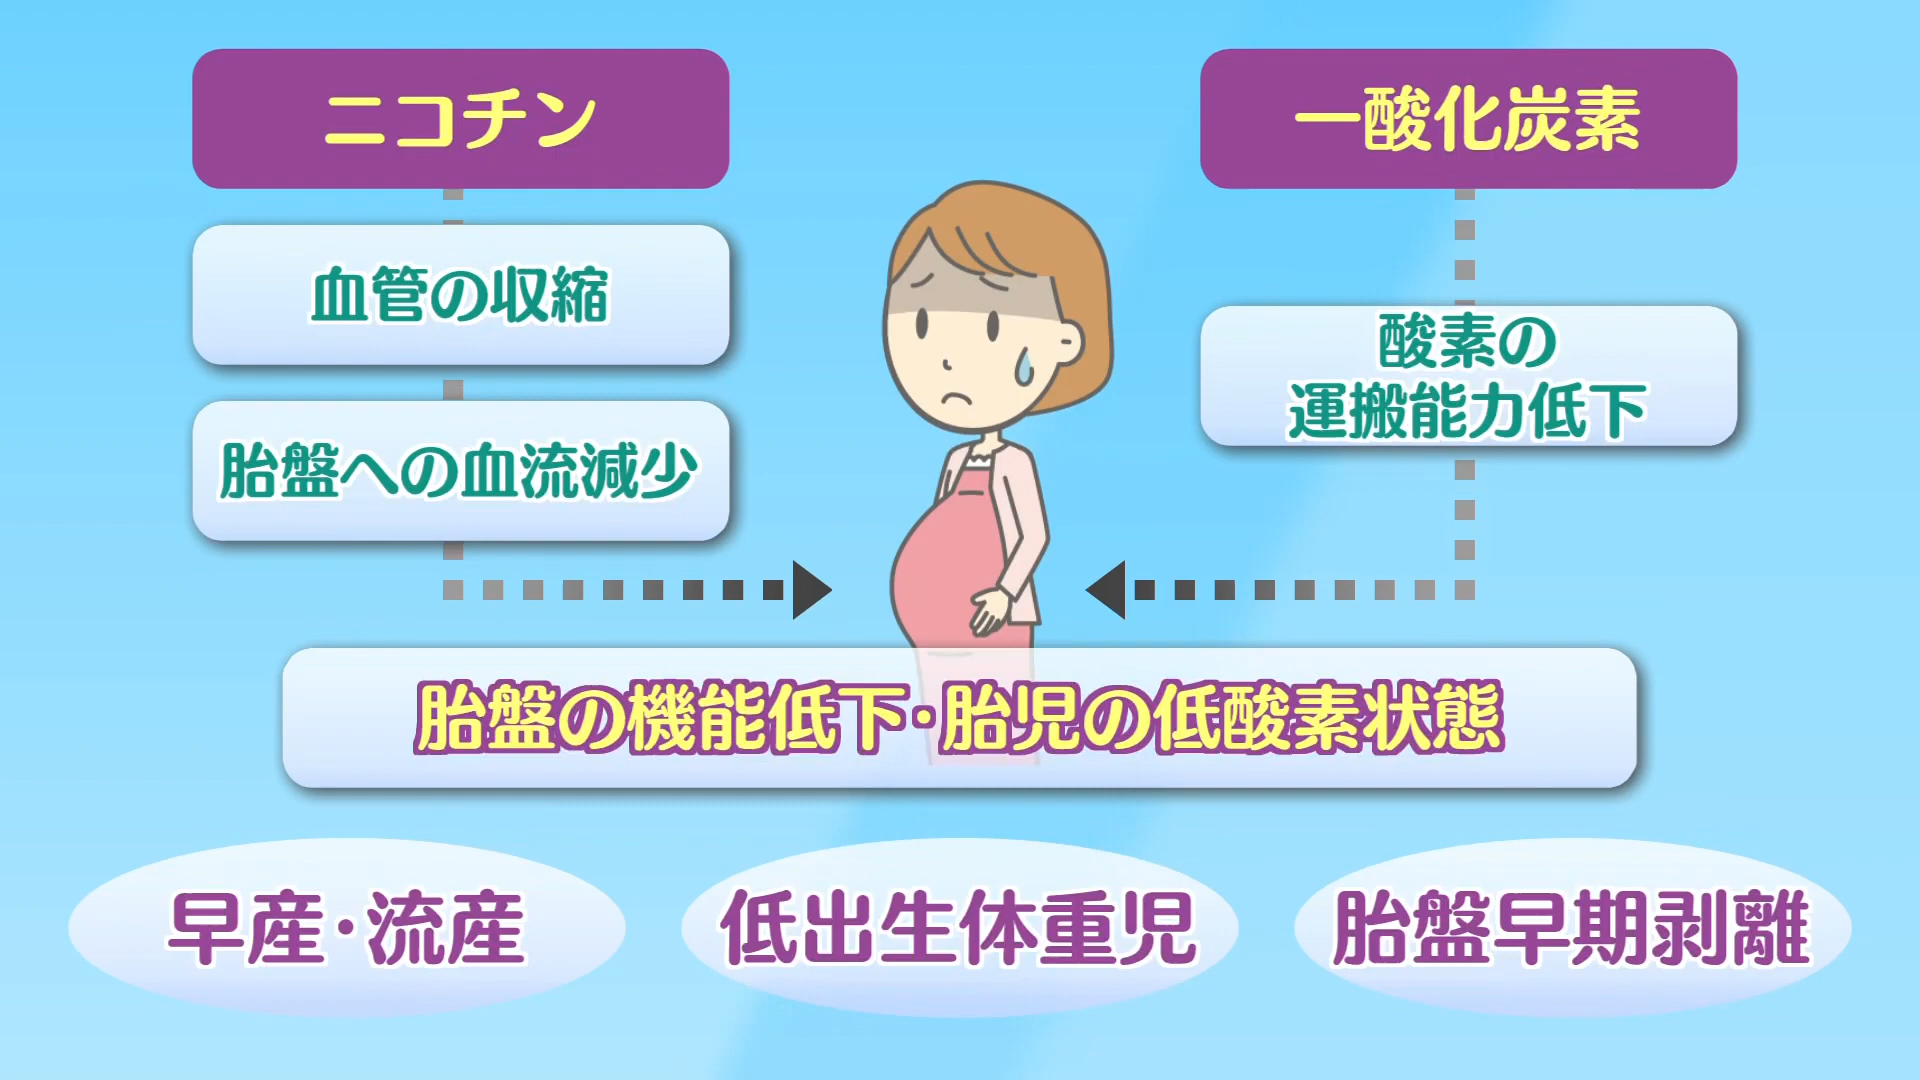 ニコチン
血管の収縮
胎盤への血流減少
一酸化炭素
酸素の
運搬能力低下
胎盤の機能低下・胎児の低酸素状態
早産・流産
低出生体重児
胎盤早期剥離